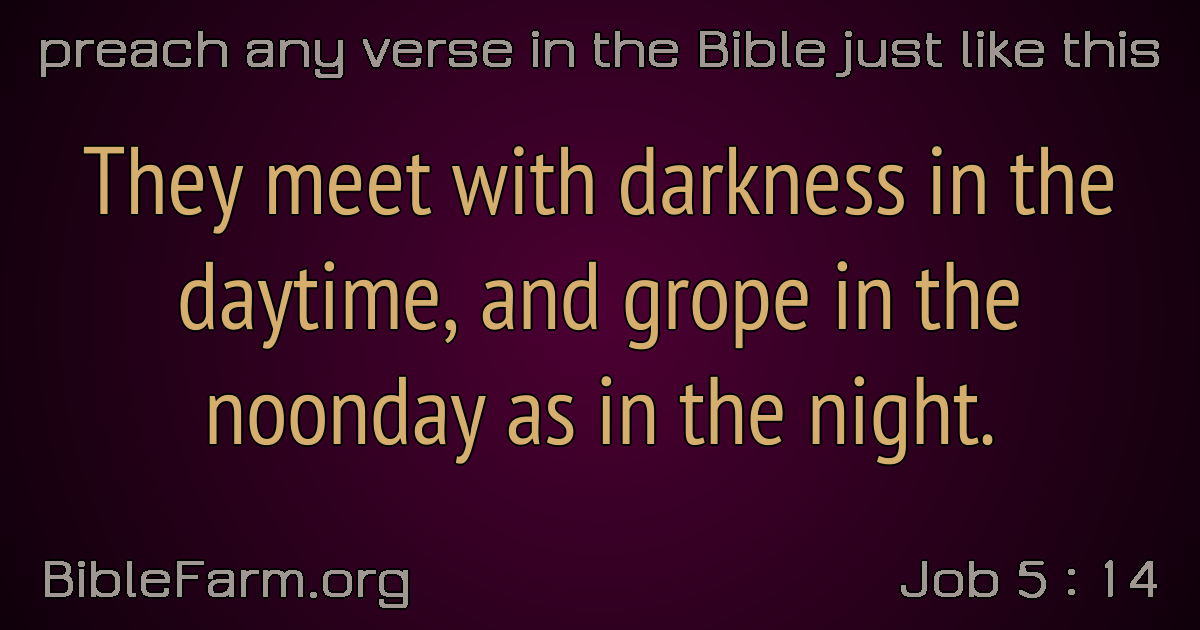 preach any verse in the Bible just like this
They meet with darkness in the
daytime, and grope in the
noonday as in the night.
BibleFarm.org
Job 5 : 14